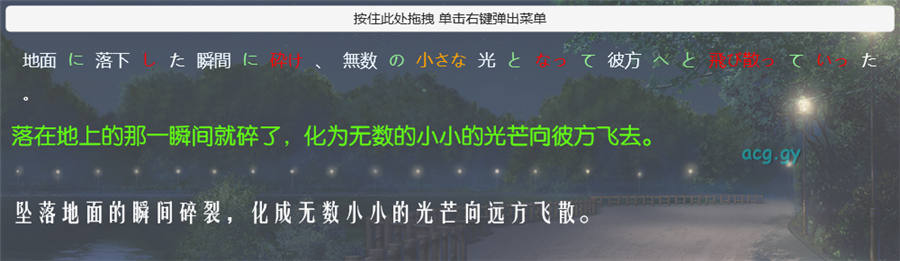 按住此处拖拽 单击右键弹出菜单
地面 に 落下 し た 瞬間 に 砕け 、 無数 の 小さな 光 と なっ て 彼方 へ と 飛び散っ て いっ た
。
落在地上的那一瞬间就碎了，化为无数的小小的光芒向彼方飞去。
acg.gy
坠落地面的瞬间碎裂，化成无数小小的光芒向远方飞散。